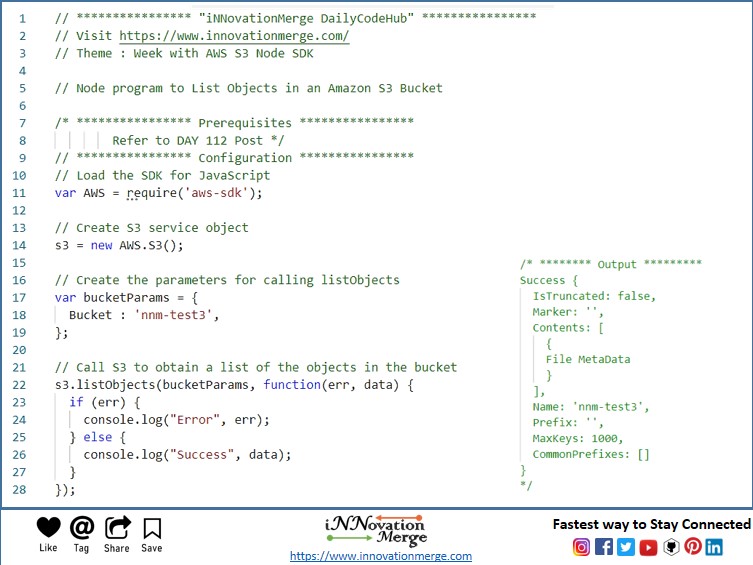 1 // **************** "iNNovationMerge DailyCodeHub" ****************
2 // Visit https://www.innovationmerge.com/
3 // Theme : Week with AWS S3 Node SDK
4
5 // Node program to List Objects in an Amazon S3 Bucket
6
7 /* **************** Prerequisites ****************
8 Refer to DAY 112 Post */
9 // **************** Configuration ****************
10 // Load the SDK for JavaScript
11 var AWS = require('aws-sdk');
12
13 // Create S3 service object
14 s3 = new AWS.S3();
15
16 // Create the parameters for calling listObjects
17 var bucketParams = {
18 Bucket : 'nnm-test3',
19 };
20
21 // Call S3 to obtain a list of the objects in the bucket
22 s3.listObjects(bucketParams, function(err, data) {
23 if (err) {
24 console.log("Error", err);
25 } else {
26 console.log("Success", data);
27 }
28 });
/* ******** Output *********
Success {
IsTruncated: false,
Marker: '',
Contents: [
{
File MetaData
}
],
Name: 'nnm-test3',
Prefix: '',
MaxKeys: 1000,
CommonPrefixes: []
}
*/
Like Tag Share Save
iNNovation
Merge
https://www.innovationmerge.com
Fastest way to Stay Connected